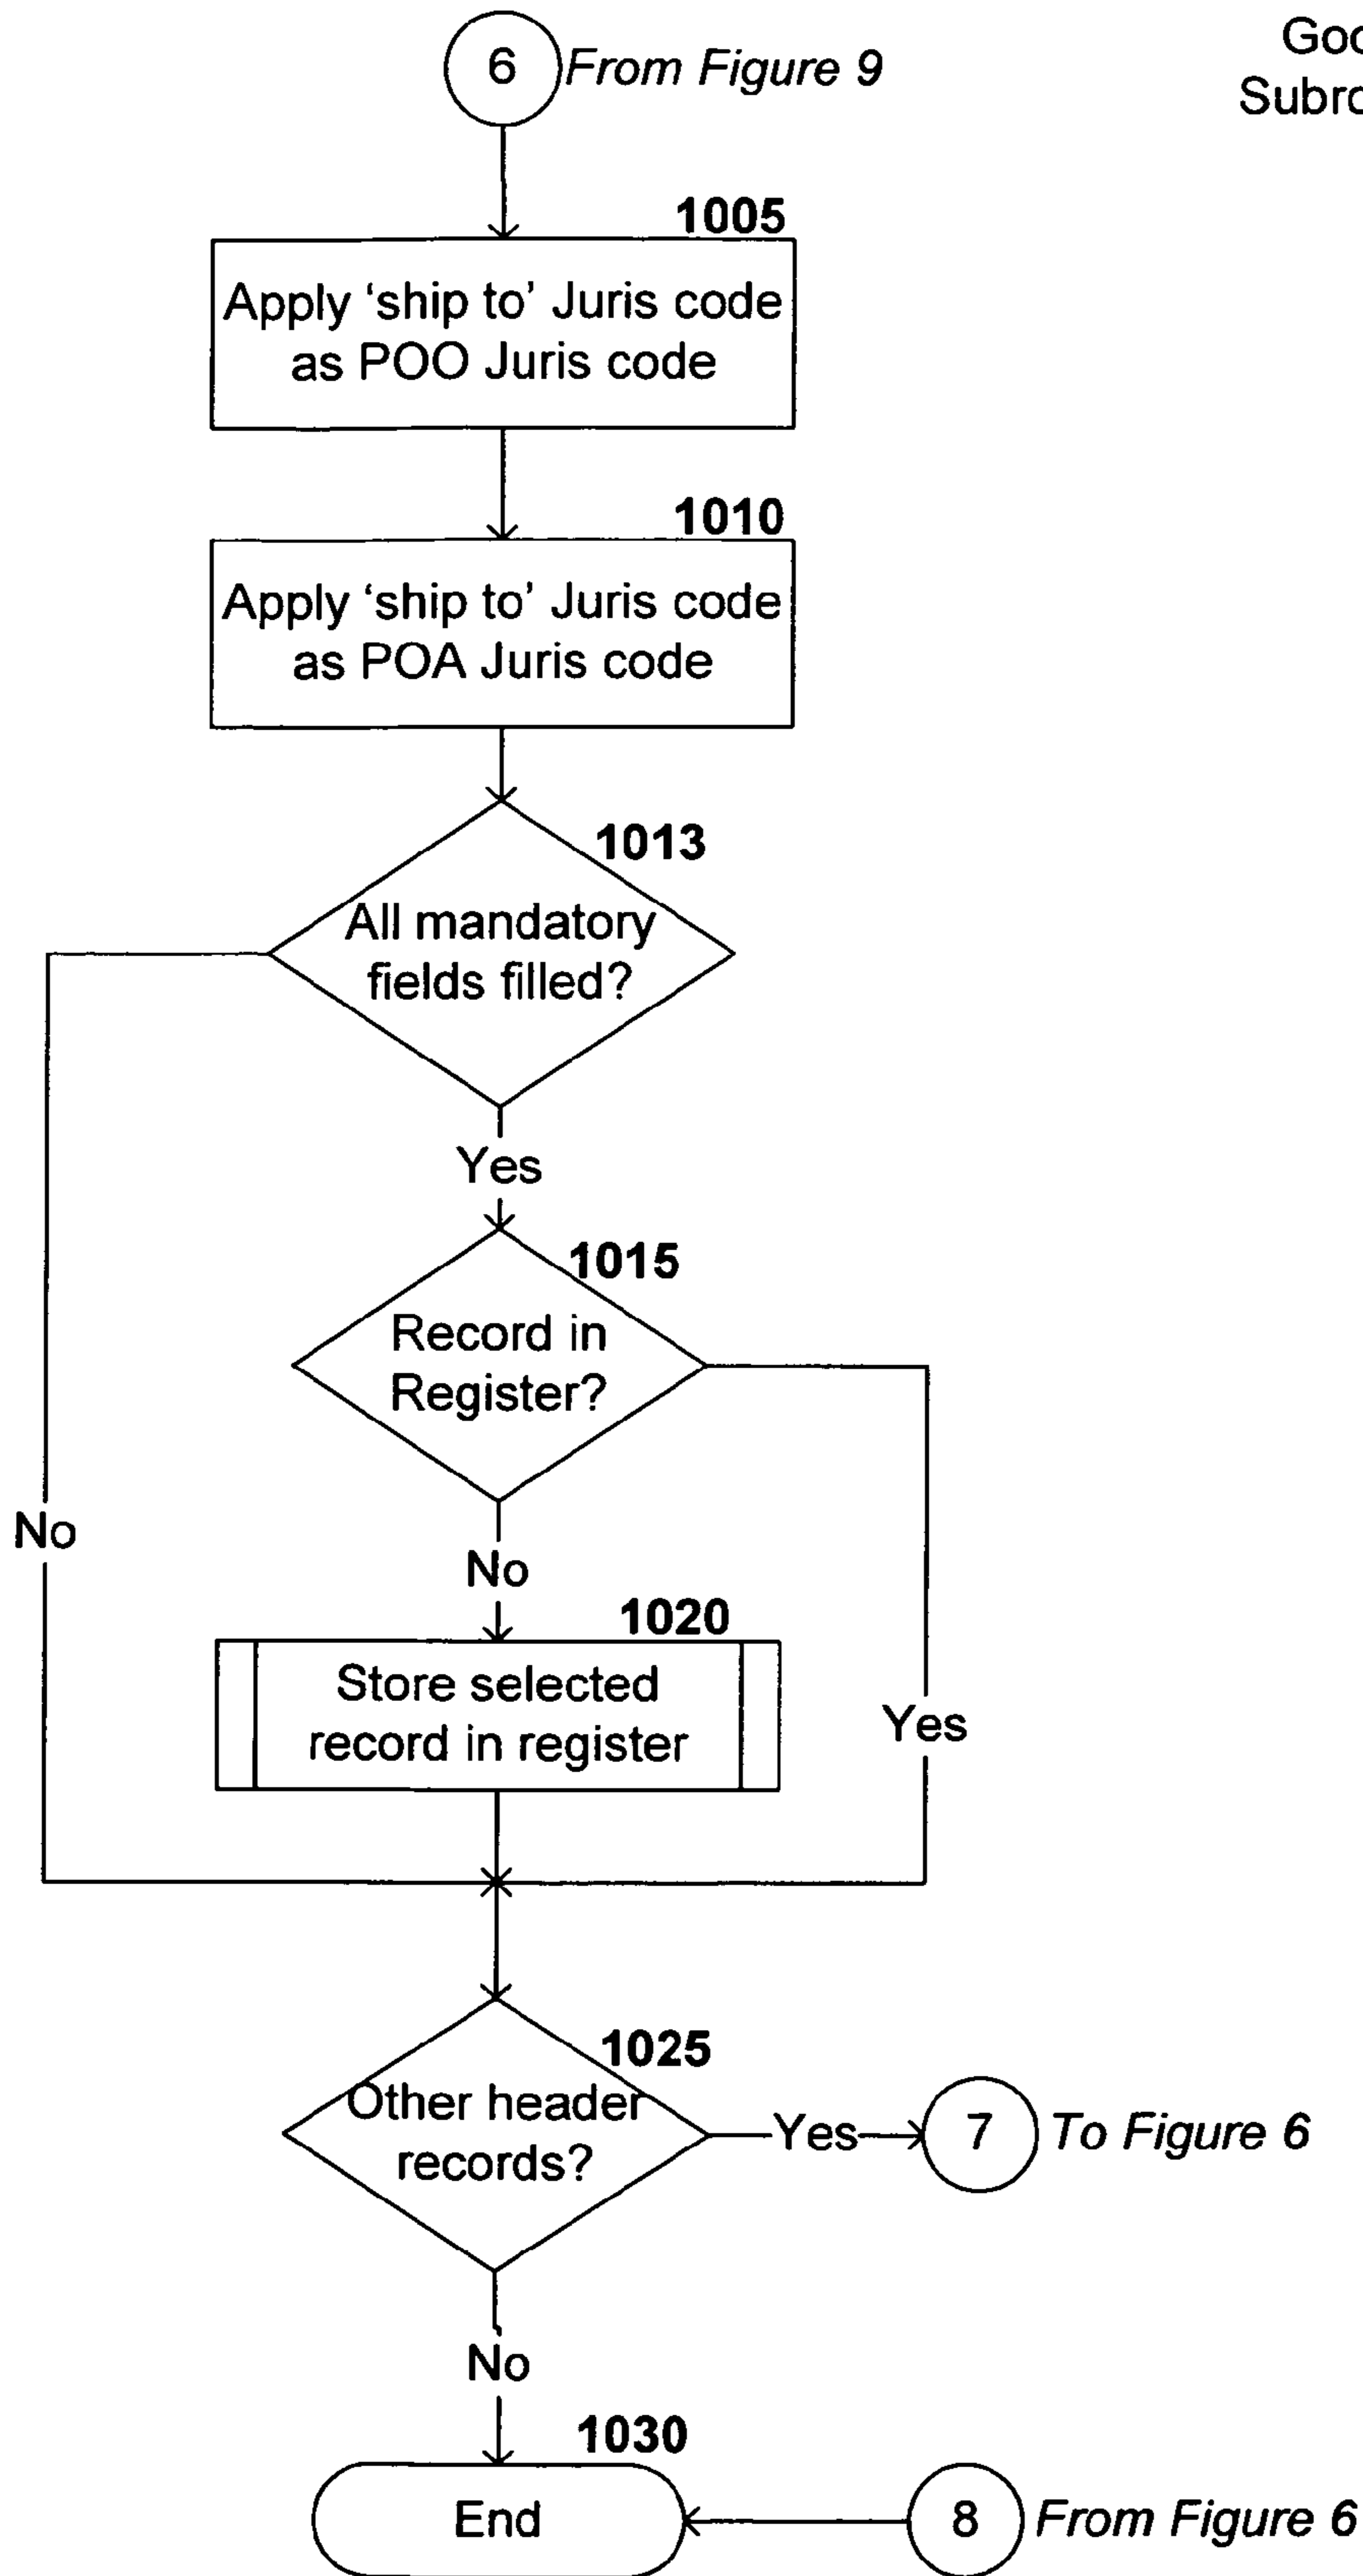 6 From Figure 9
1005
Apply ‘ship to’ Juris code
as POO Juris code
1010
Apply ‘ship to’ Juris code
as POA Juris code
1013
All mandatory
fields filled?
Yes
1015
Record in
Register?
No
No
1020
Store selected
record in register
Yes
1025
Other header
records?
Yes
7 To Figure 6
No
1030
End
8 From Figure 6